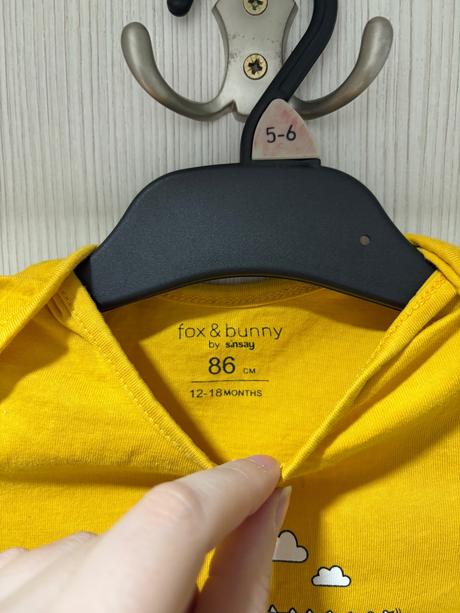 5-6
fox & bunny
by sinsay
86 CM
12-18 MONTHS